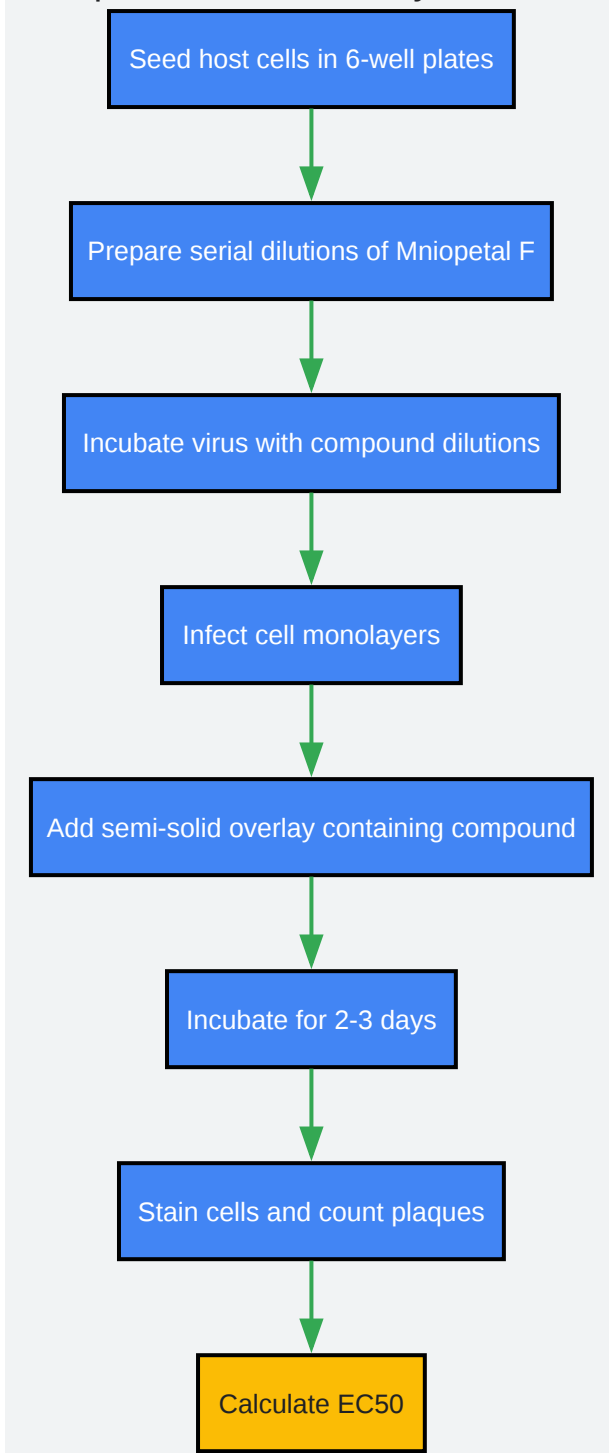 Seed host cells in 6-well plates
Prepare serial dilutions of Mniopetal F
Incubate virus with compound dilutions
Infect cell monolayers
Add semi-solid overlay containing compound
Incubate for 2-3 days
Stain cells and count plaques
Calculate EC50